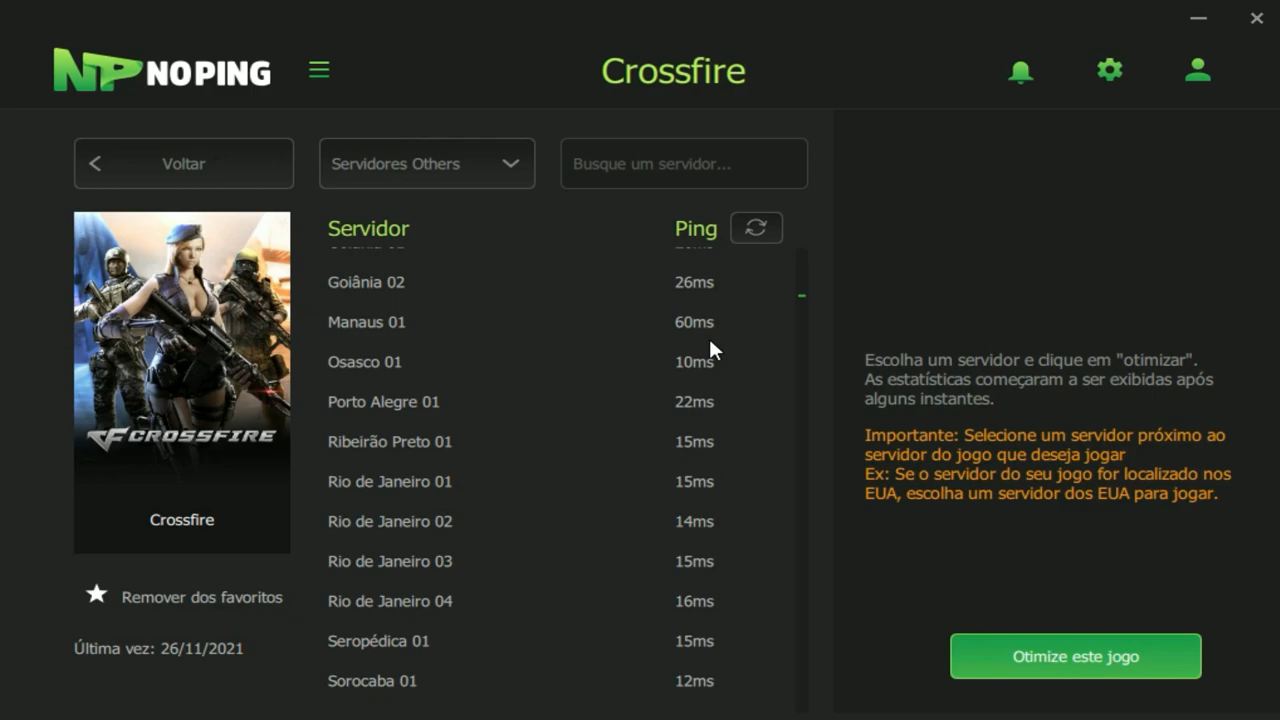 NP NOPING
Crossfire
Voltar
Servidores Others
Busque um servidor...
Servidor Ping
Goiânia 02 26ms
Manaus 01 60ms
Osasco 01 10ms
Porto Alegre 01 22ms
Ribeirão Preto 01 15ms
Rio de Janeiro 01 15ms
Rio de Janeiro 02 14ms
Rio de Janeiro 03 15ms
Rio de Janeiro 04 16ms
Seropédica 01 15ms
Sorocaba 01 12ms
CF CROSSFIRE
Crossfire
Remover dos favoritos
Última vez: 26/11/2021
Escolha um servidor e clique em "otimizar".
As estatísticas começaram a ser exibidas após
alguns instantes.
Importante: Selecione um servidor próximo ao
servidor do jogo que deseja jogar
Ex: Se o servidor do seu jogo for localizado nos
EUA, escolha um servidor dos EUA para jogar.
Otimize este jogo